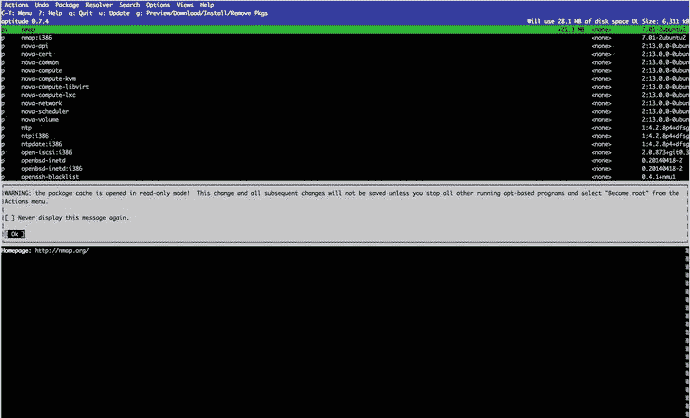 Actions Undo Package Resolver Search Options Views Help
C-T: Menu ?: Help q: Quit u: Update g: Preview/Download/Install/Remove Pkgs
aptitude 0.7.4 Will use 28.1 MB of disk space DL Size: 6,311 kB
pi nmap +21.3 MB <none> 7.01-2ubuntu2
p nmap:i386 <none> 7.01-2ubuntu2
p nova-api <none> 2:13.0.0-0ubun
p nova-cert <none> 2:13.0.0-0ubun
p nova-common <none> 2:13.0.0-0ubun
p nova-compute <none> 2:13.0.0-0ubun
p nova-compute-kvm <none> 2:13.0.0-0ubun
p nova-compute-libvirt <none> 2:13.0.0-0ubun
p nova-compute-lxc <none> 2:13.0.0-0ubun
p nova-network <none> 2:13.0.0-0ubun
p nova-scheduler <none> 2:13.0.0-0ubun
p nova-volume <none> 2:13.0.0-0ubun
p ntp <none> 1:4.2.8p4+dfsg
p ntp:i386 <none> 1:4.2.8p4+dfsg
p ntpdate:i386 <none> 1:4.2.8p4+dfsg
p open-iscsi:i386 <none> 2.0.873+git0.3
p openbsd-inetd <none> 0.20140418-2
p openbsd-inetd:i386 <none> 0.20140418-2
p openssh-blacklist <none> 0.4.1+nmu1
WARNING: the package cache is opened in read-only mode! This change and all subsequent changes will not be saved unless you stop all other running apt-based programs and select "Become root" from the
Actions menu.
[ ] Never display this message again.
[ Ok ]
Homepage: http://nmap.org/